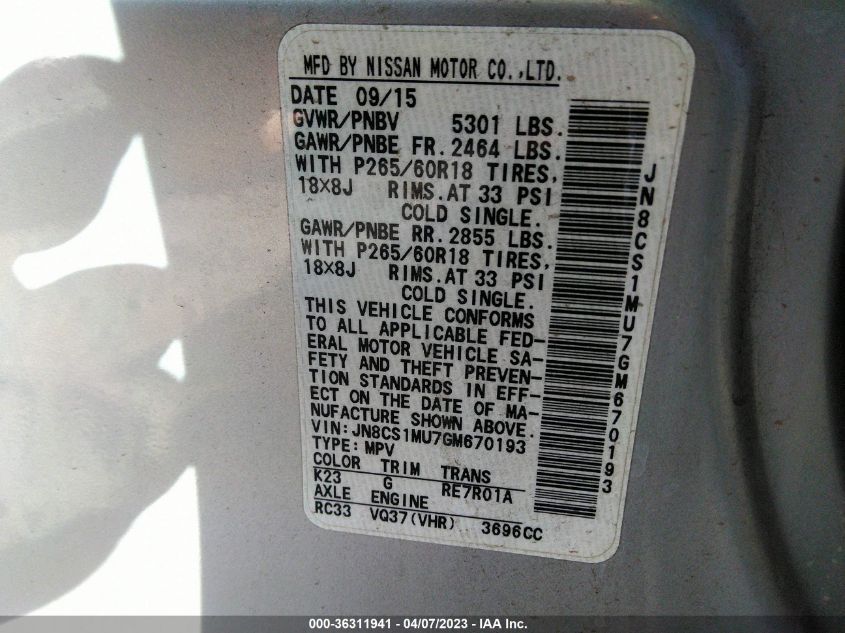 MFD BY NISSAN MOTOR CO.,LTD.
DATE 09/15
GVWR/PNBV 5301 LBS.
GAWR/PNBE FR. 2464 LBS.
WITH P265/60R18 TIRES,
18×8J RIMS. AT 33 PSI
COLD SINGLE.
GAWR/PNBE RR. 2855 LBS.
WITH P265/60R18 TIRES,
18×8J RIMS. AT 33 PSI
COLD SINGLE.
THIS VEHICLE CONFORMS
TO ALL APPLICABLE FED-
ERAL MOTOR VEHICLE SA-
FETY AND THEFT PREVEN-
TION STANDARDS IN EFF-
ECT ON THE DATE OF MA-
NUFACTURE SHOWN ABOVE.
VIN:JN8CS1MU7GM670193
TYPE:MPV
COLOR TRIM TRANS
K23 G RE7R01A
AXLE ENGINE
RC33 VQ37(VHR) 3696CC
JN8CS1MU7GM670193
000-36311941 - 04/07/2023 - IAA Inc.